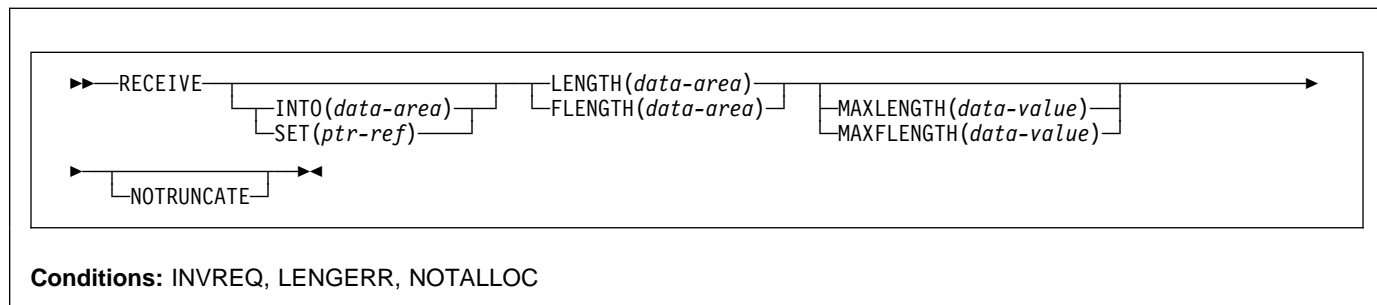 RECEIVE LENGTH(data-area)
INTO(data-area) FLENGTH(data-area) MAXLENGTH(data-value)
SET(ptr-ref) MAXFLENGTH(data-value)
NOTRUNCATE
Conditions: INVREQ, LENGERR, NOTALLOC